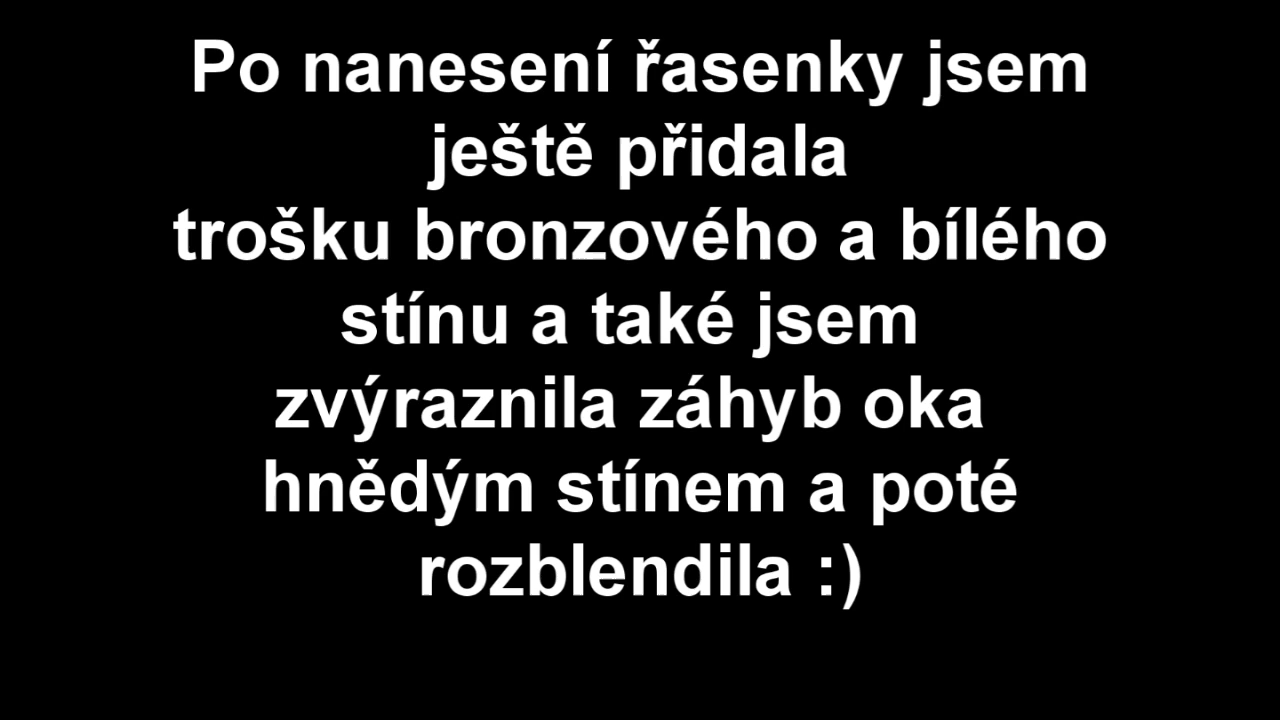 Po nanesení řasenky jsem
ještě přidala
trošku bronzového a bílého
stínu a také jsem
zvýraznila záhyb oka
hnědým stínem a poté
rozblendila :)